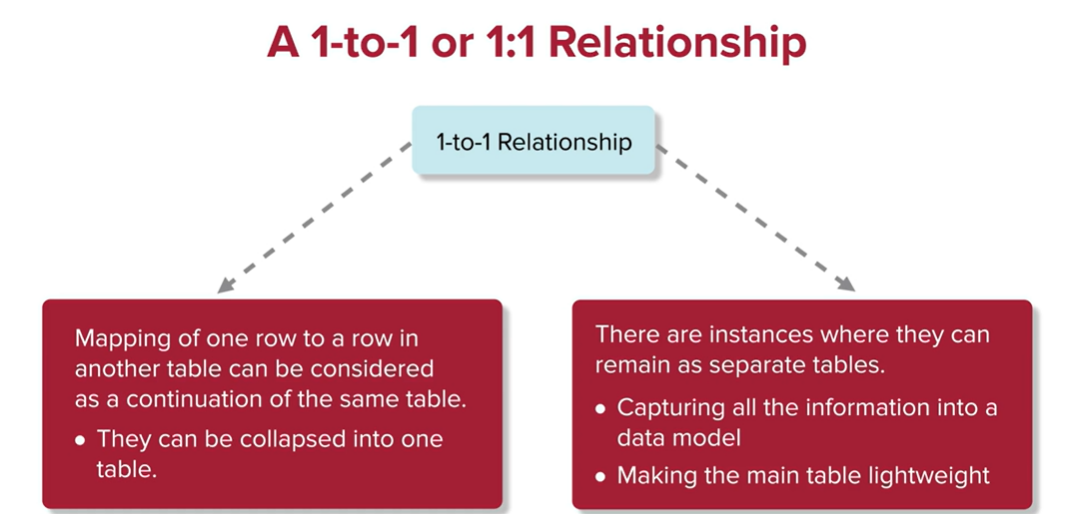 A 1-to-1 or 1:1 Relationship
1-to-1 Relationship
Mapping of one row to a row in
another table can be considered
as a continuation of the same table.
• They can be collapsed into one
table.
There are instances where they can
remain as separate tables.
• Capturing all the information into a
data model
• Making the main table lightweight